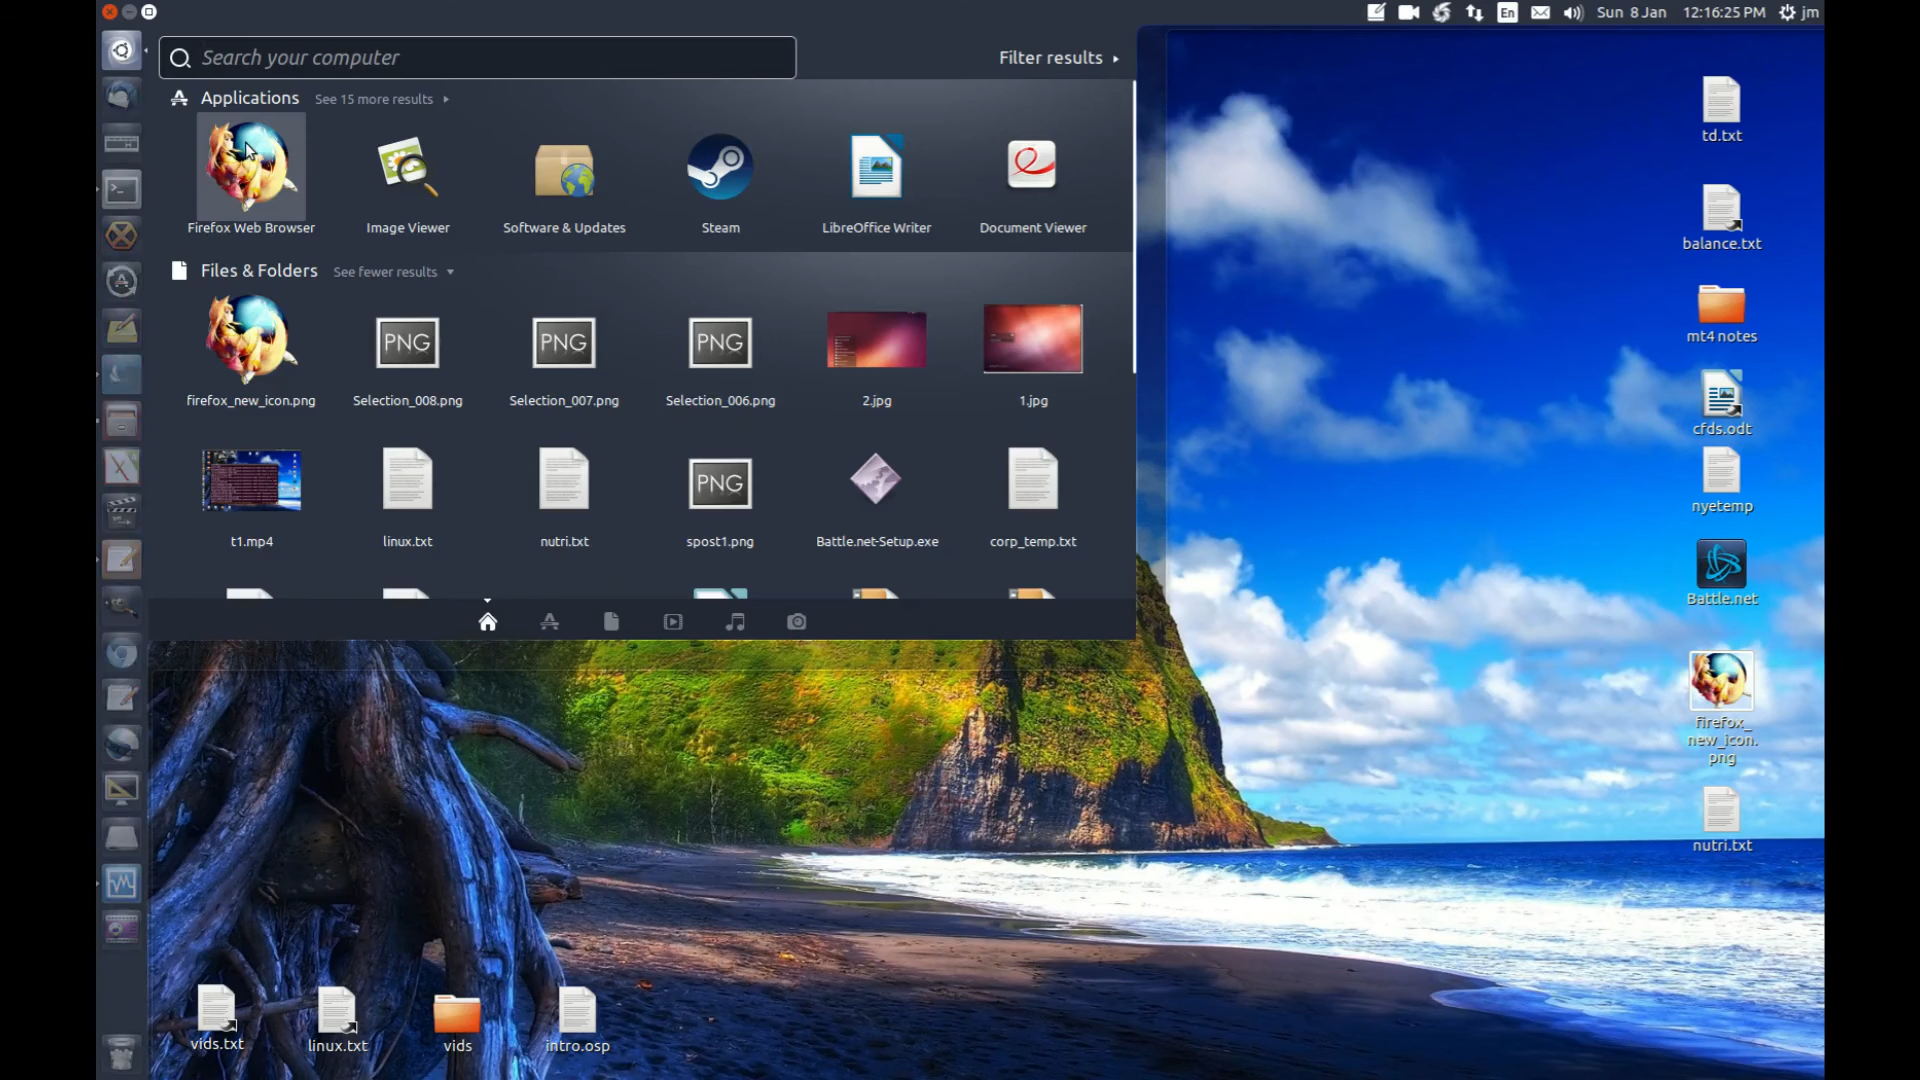 En
Sun 8 Jan
12:16:25 PM
jm
Search your computer
Filter results
Applications
See 15 more results
Firefox Web Browser
Image Viewer
Software & Updates
Steam
LibreOffice Writer
Document Viewer
Files & Folders
See fewer results
PNG
PNG
PNG
firefox_new_icon.png
Selection_008.png
Selection_007.png
Selection_006.png
2.jpg
1.jpg
PNG
t1.mp4
linux.txt
nutri.txt
spost1.png
Battle.net-Setup.exe
corp_temp.txt
td.txt
balance.txt
mt4 notes
cfds.odt
nyetemp
Battle.net
firefox_
new_icon.
png
nutri.txt
vids.txt
linux.txt
vids
intro.osp